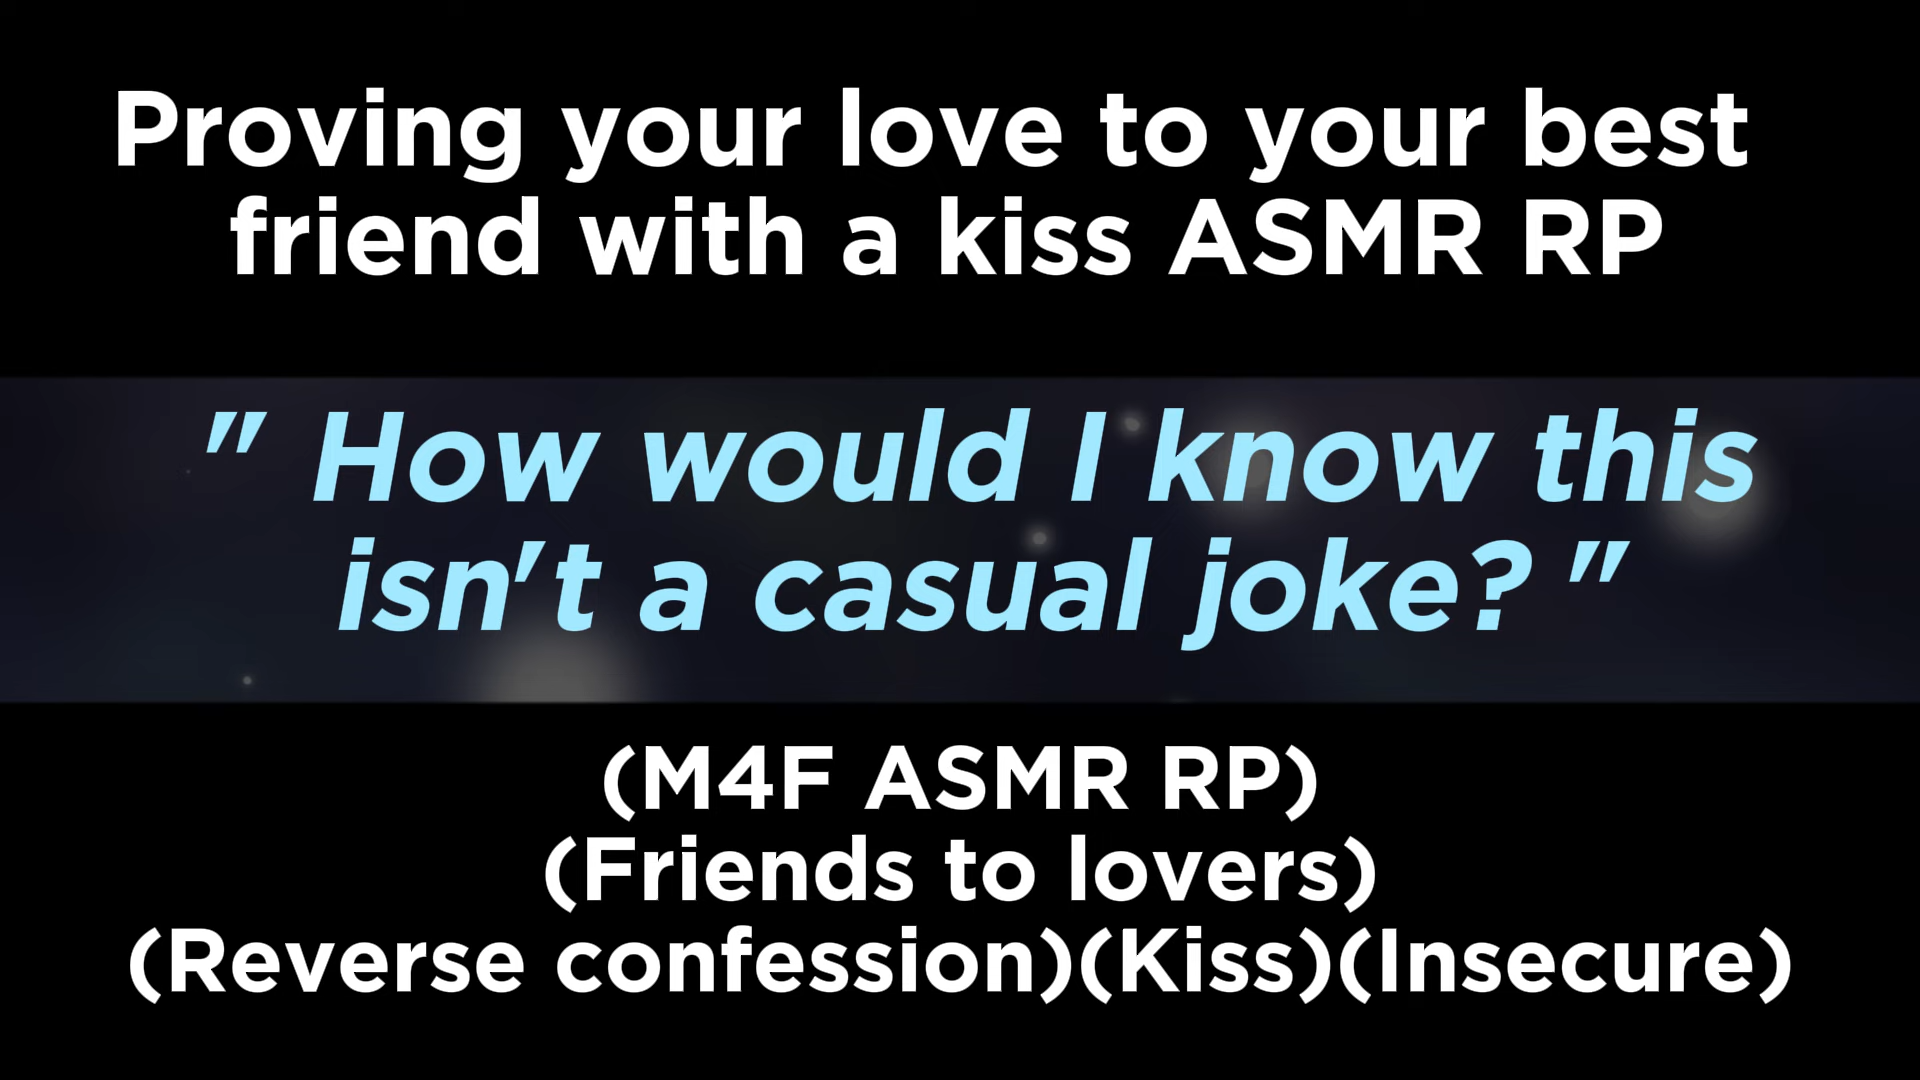 Proving your love to your best
friend with a kiss ASMR RP
" How would I know this
isn't a casual joke? "
(M4F ASMR RP)
(Friends to lovers)
(Reverse confession)(Kiss)(Insecure)